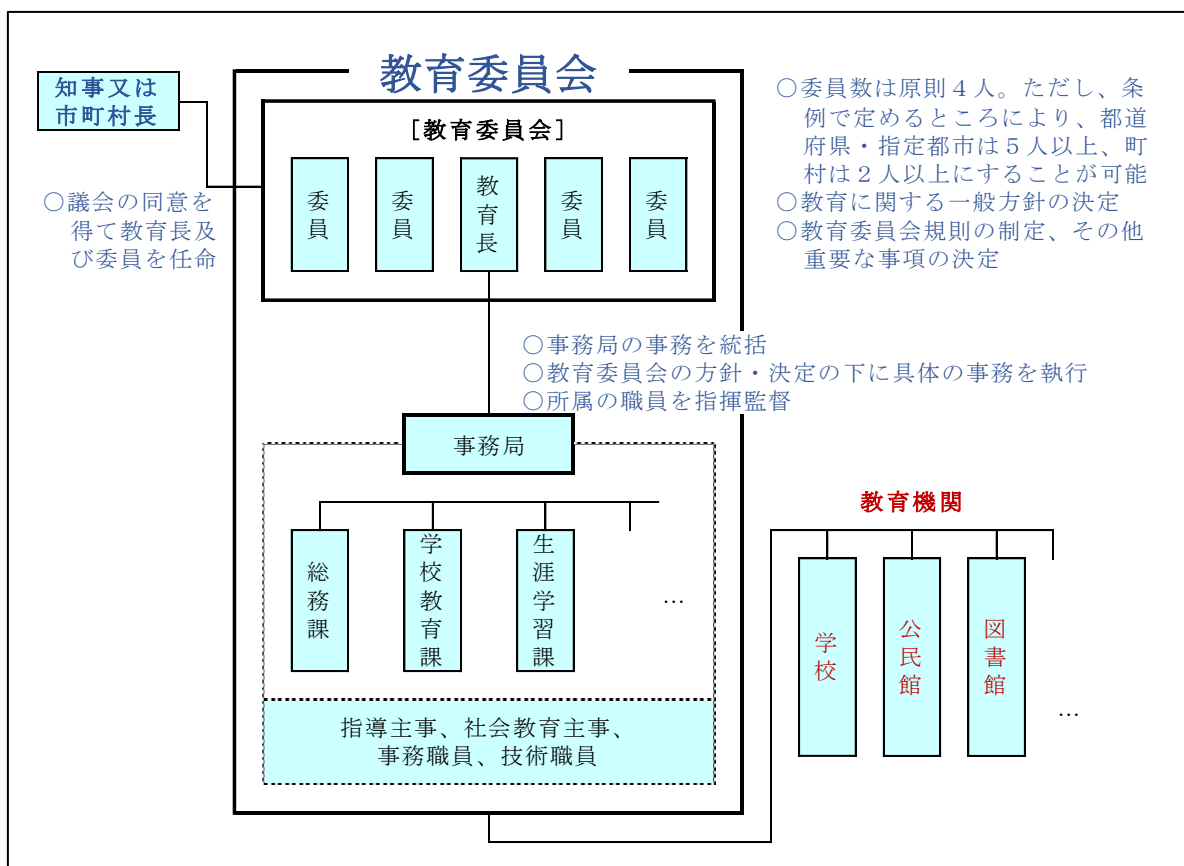 教育委員会
知事又は
市町村長
○議会の同意を
得て教育長及
び委員を任命
[教育委員会]
委員
委員
教育長
委員
委員
○委員数は原則４人。ただし、条
例で定めるところにより、都道
府県・指定都市は５人以上、町
村は２人以上にすることが可能
○教育に関する一般方針の決定
○教育委員会規則の制定、その他
重要な事項の決定
○事務局の事務を統括
○教育委員会の方針・決定の下に具体の事務を執行
○所属の職員を指揮監督
事務局
総務課
学校教育課
生涯学習課
…
指導主事、社会教育主事、
事務職員、技術職員
教育機関
学校
公民館
図書館
…